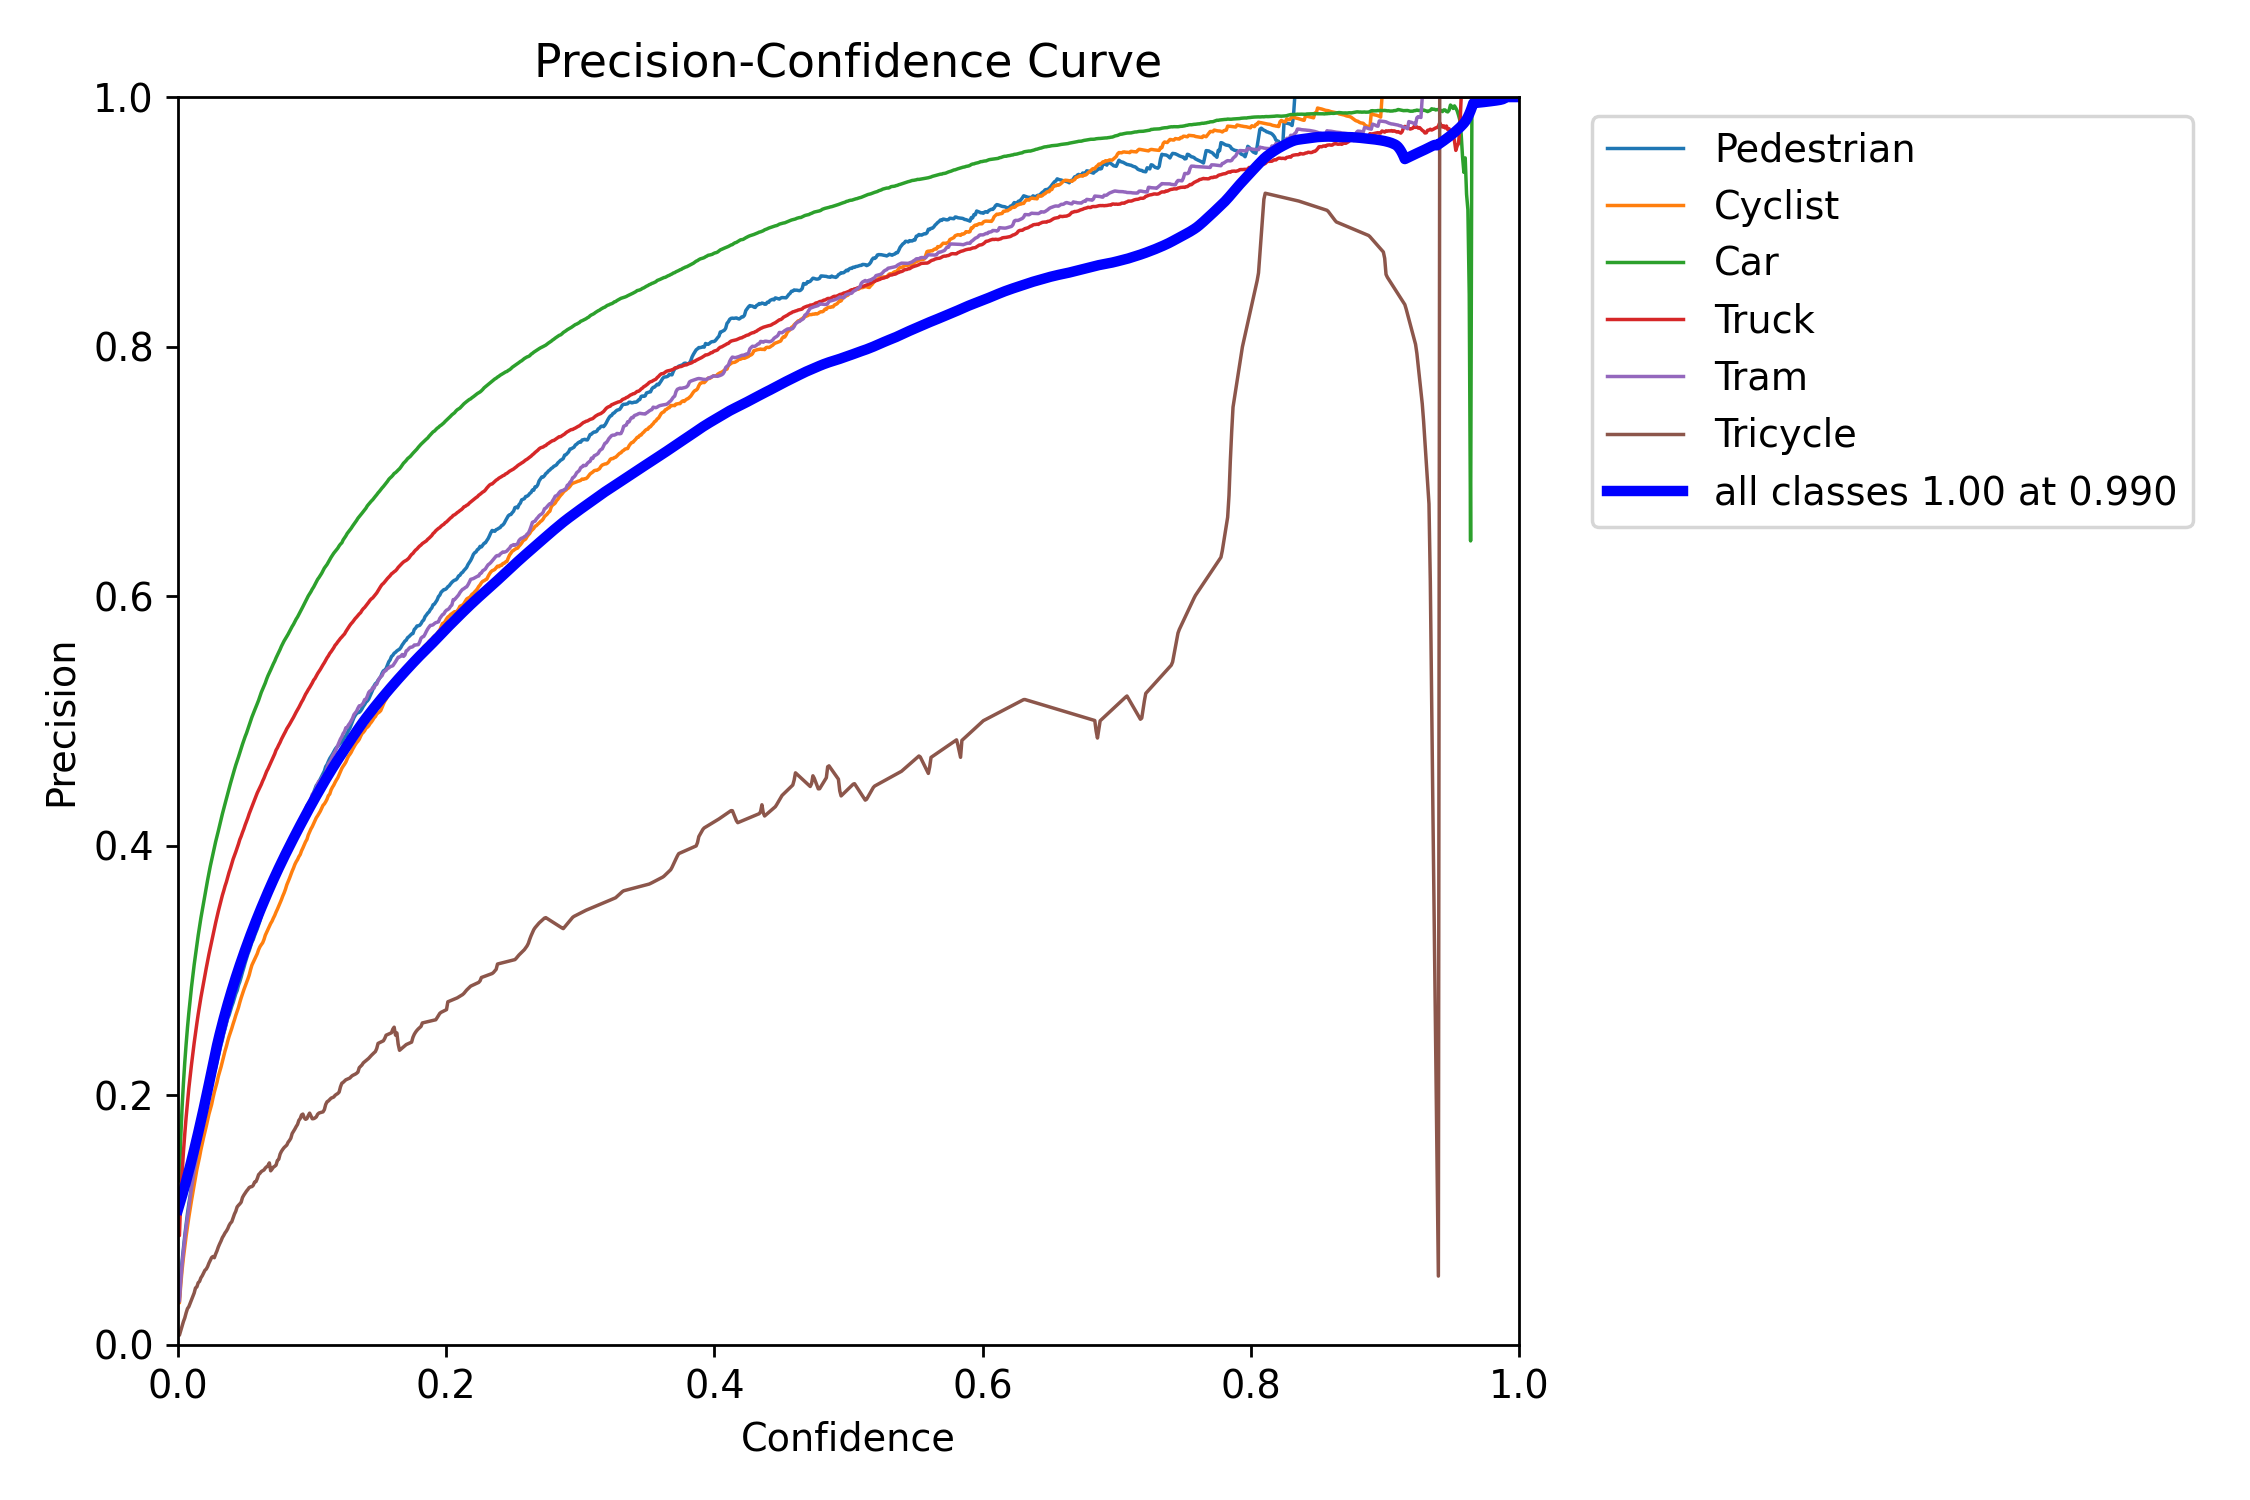 Precision-Confidence Curve
1.0
0.8
0.6
0.4
0.2
0.0
Precision
0.0 0.2 0.4 0.6 0.8 1.0
Confidence
Pedestrian
Cyclist
Car
Truck
Tram
Tricycle
all classes 1.00 at 0.990